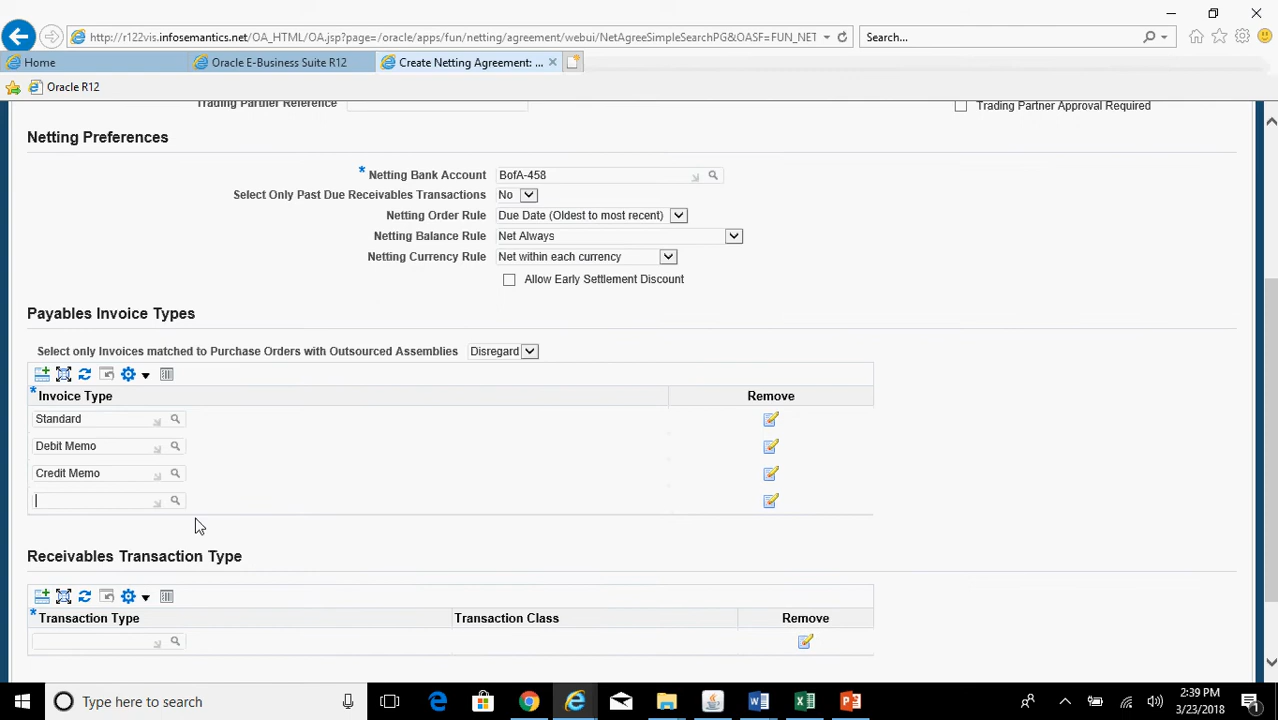 http://r122vis.infosemantics.net/OA_HTML/OA.jsp?page=/oracle/apps/fun/netting/agreement/webui/NetAgreeSimpleSearchPG&OASF=FUN_NET
Search...
Home
Oracle E-Business Suite R12
Create Netting Agreement: ...
Oracle R12
Trading Partner Reference
Trading Partner Approval Required
Netting Preferences
* Netting Bank Account BofA-458
Select Only Past Due Receivables Transactions No
Netting Order Rule Due Date (Oldest to most recent)
Netting Balance Rule Net Always
Netting Currency Rule Net within each currency
Allow Early Settlement Discount
Payables Invoice Types
Select only Invoices matched to Purchase Orders with Outsourced Assemblies Disregard
* Invoice Type Remove
Standard
Debit Memo
Credit Memo
Receivables Transaction Type
* Transaction Type Transaction Class Remove
Type here to search
2:39 PM
3/23/2018
1